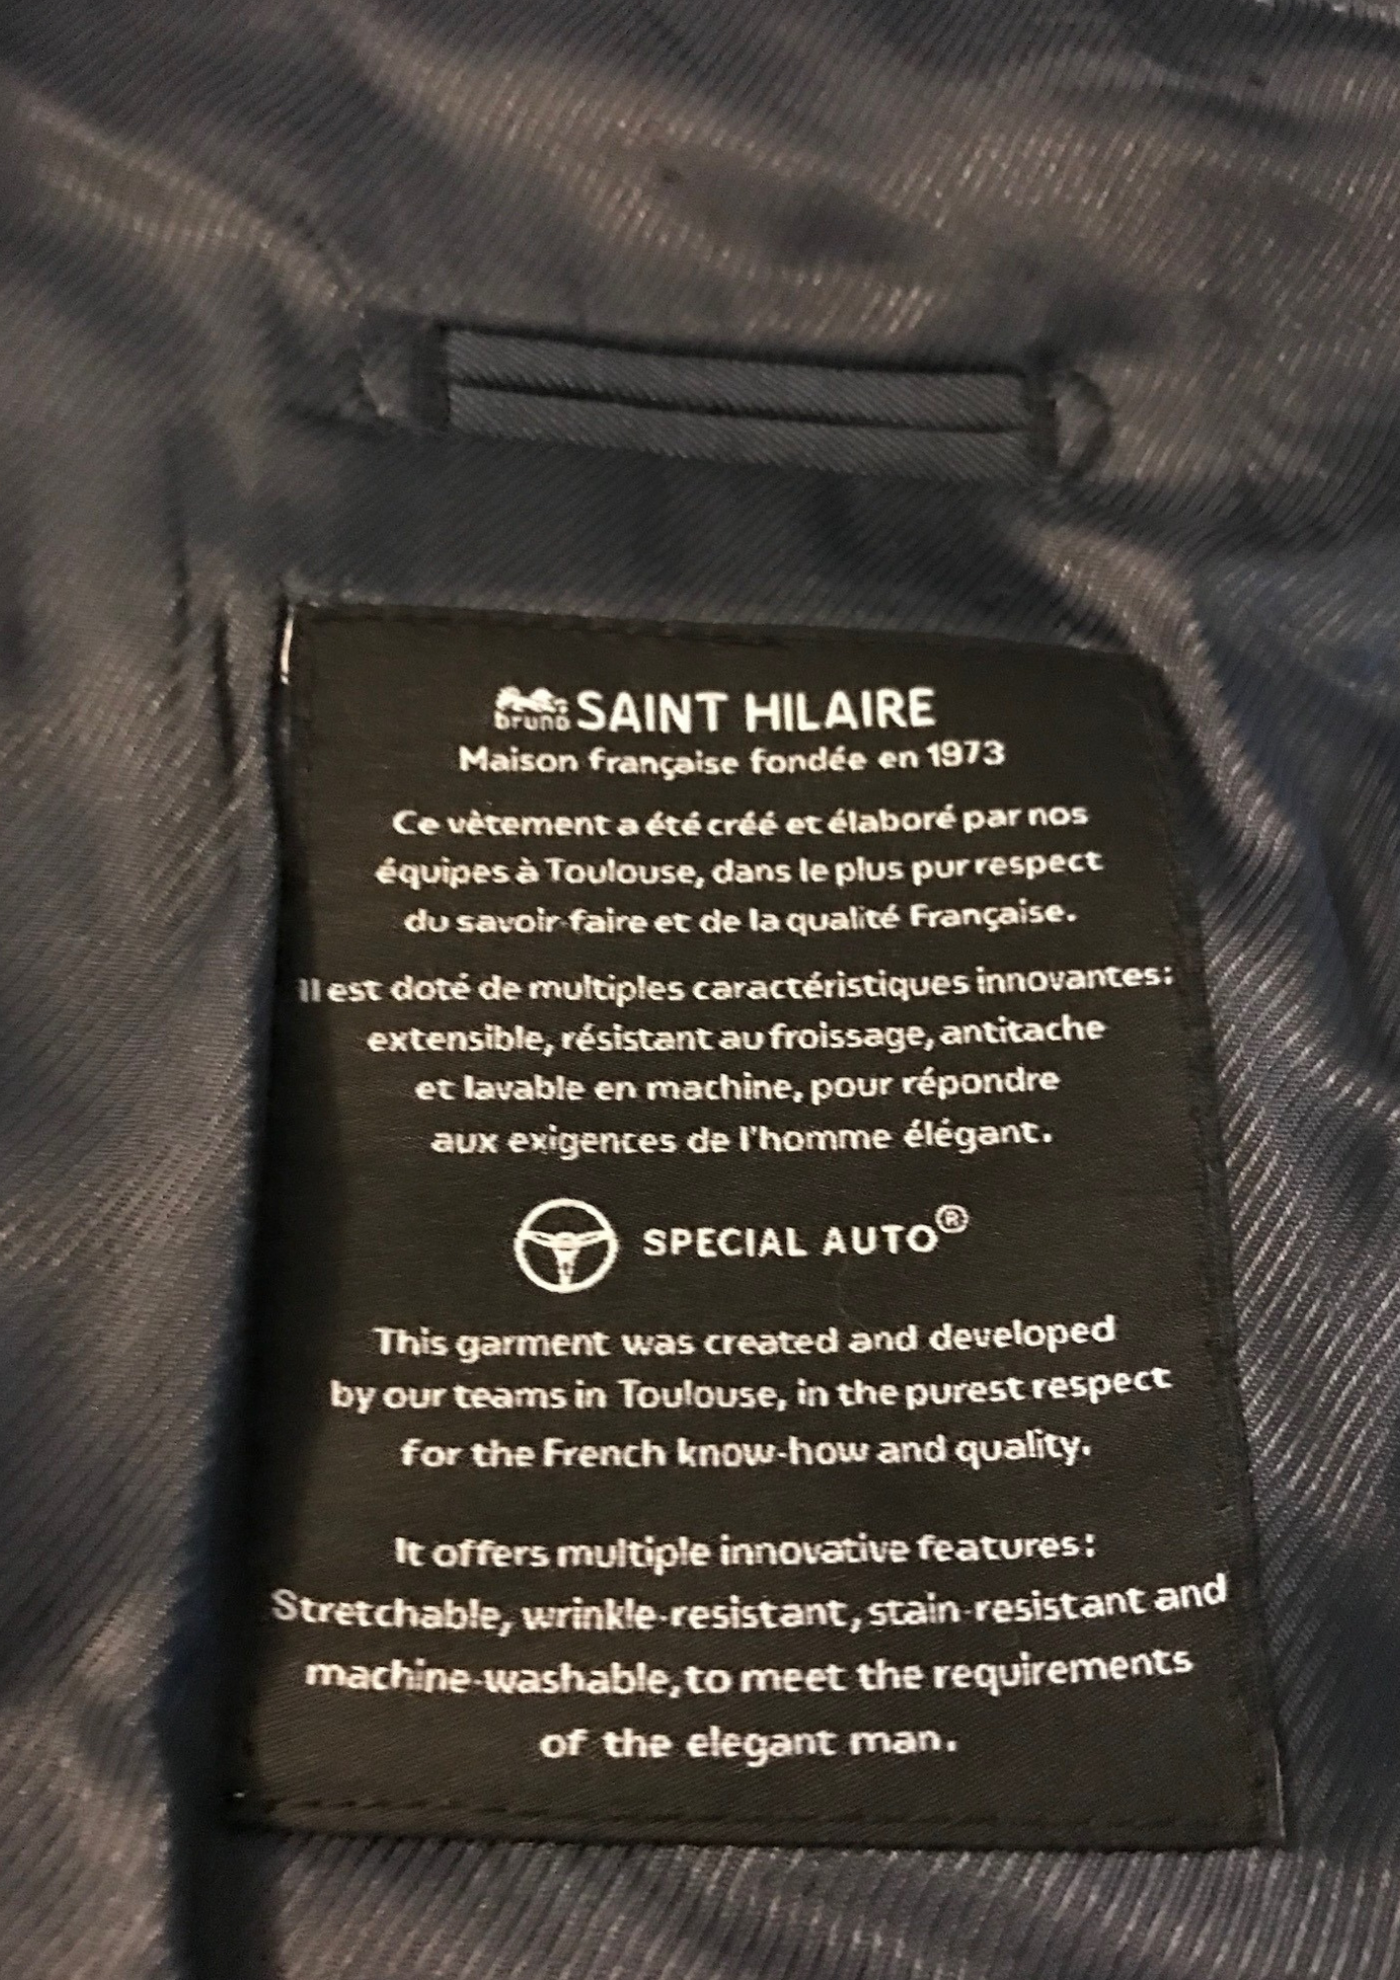 bruno SAINT HILAIRE
Maison française fondée en 1973
Ce vètement a été créé et élaboré par nos
équipes à Toulouse, dans le plus pur respect
du savoir-faire et de la qualité Française.
Il est doté de multiples caractéristiques innovantes:
extensible, résistant au froissage, antitache
et lavable en machine, pour répondre
aux exigences de l'homme élégant.
SPECIAL AUTO®
This garment was created and developed
by our teams in Toulouse, in the purest respect
for the French know-how and quality.
It offers multiple innovative features:
Stretchable, wrinkle-resistant, stain-resistant and
machine-washable, to meet the requirements
of the elegant man.